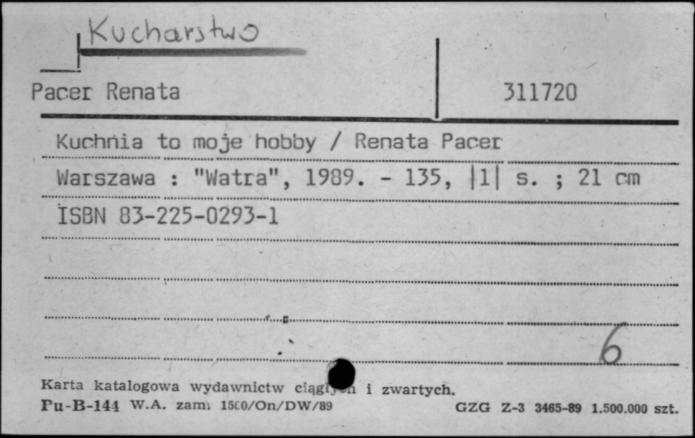 Kucharstwo
Pacer Renata 311720
Kuchnia to moje hobby / Renata Pacer
Warszawa : "Watra", 1989. - 135, |1| s. ; 21 cm
ISBN 83-225-0293-1
6
Karta katalogowa wydawnictw ciągłych i zwartych.
Pu-B-144 W.A. zam. 1500/On/DW/89 GZG Z-3 3465-89 1.500.000 szt.